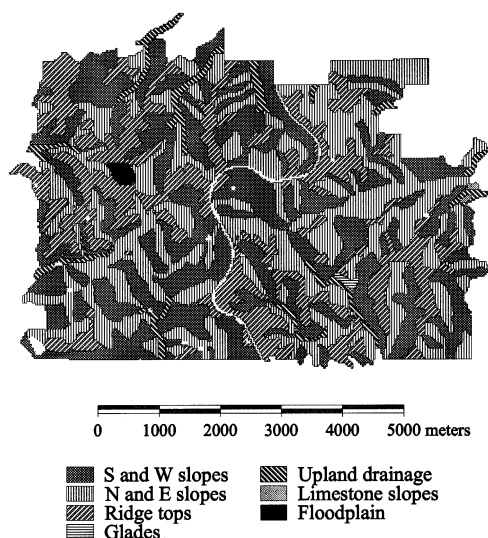 0 1000 2000 3000 4000 5000 meters
S and W slopes
N and E slopes
Ridge tops
Glades
Upland drainage
Limestone slopes
Floodplain